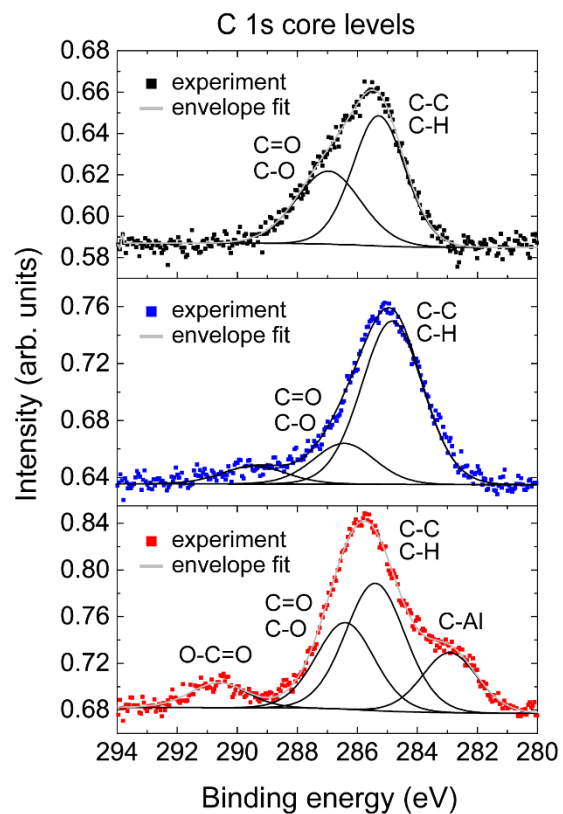 C 1s core levels
0.68
0.66
0.64
0.62
0.60
0.58
experiment
envelope fit
C=O
C-O
C-C
C-H
0.76
0.72
0.68
0.64
experiment
envelope fit
C=O
C-O
C-C
C-H
0.84
0.80
0.76
0.72
0.68
experiment
envelope fit
O-C=O
C=O
C-O
C-C
C-H
C-Al
Intensity (arb. units)
294 292 290 288 286 284 282 280
Binding energy (eV)